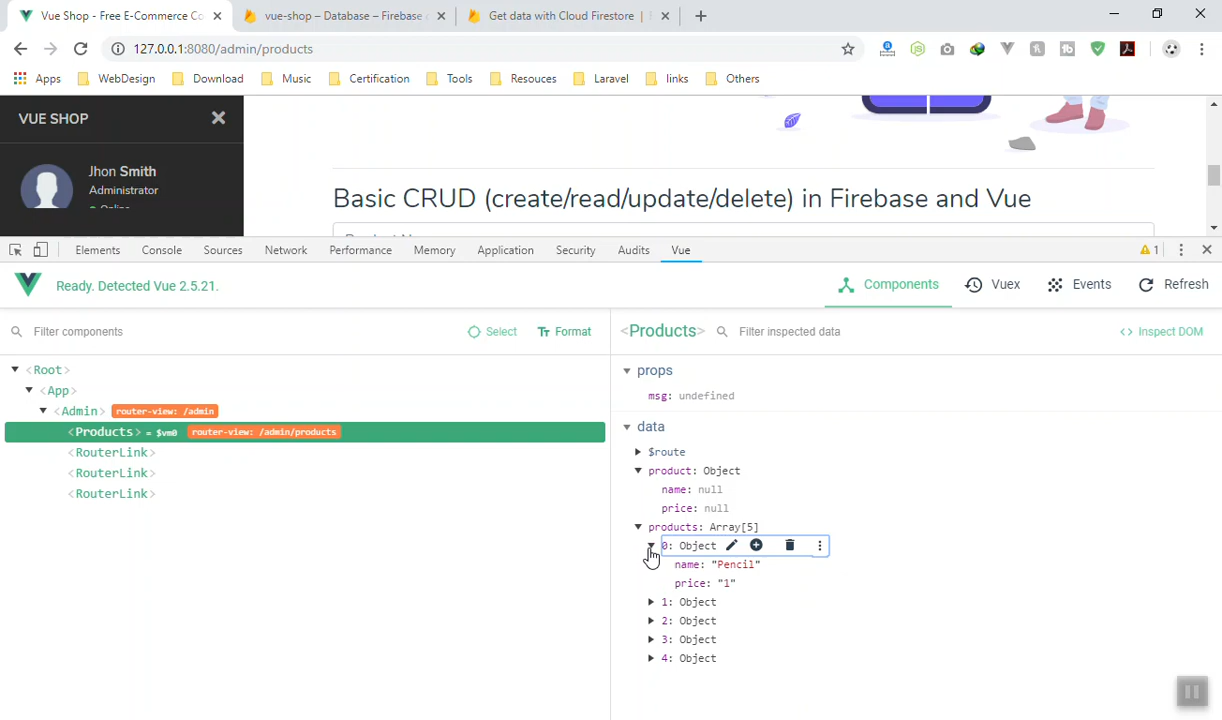 Vue Shop - Free E-Commerce Co
vue-shop – Database – Firebase
Get data with Cloud Firestore |
127.0.0.1:8080/admin/products
Apps WebDesign Download Music Certification Tools Resouces Laravel links Others
VUE SHOP
Jhon Smith
Administrator
Online
Basic CRUD (create/read/update/delete) in Firebase and Vue
Elements Console Sources Network Performance Memory Application Security Audits Vue 1
Ready. Detected Vue 2.5.21.
Components Vuex Events Refresh
Filter components Select Format
<Products> Filter inspected data Inspect DOM
<Root>
<App>
<Admin> router-view: /admin
<Products> = $vm0 router-view: /admin/products
<RouterLink>
<RouterLink>
<RouterLink>
props
msg: undefined
data
$route
product: Object
name: null
price: null
products: Array[5]
0: Object
name: "Pencil"
price: "1"
1: Object
2: Object
3: Object
4: Object